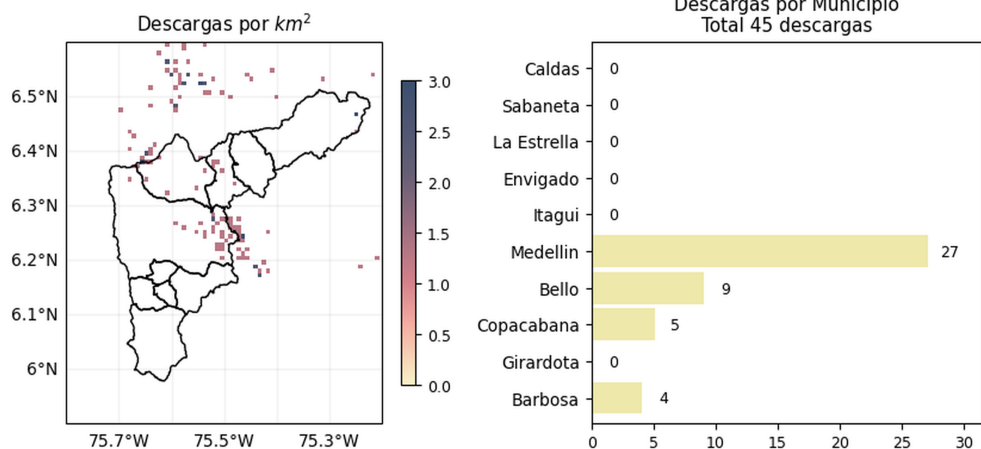 Descargas por km²
6.5°N
6.4°N
6.3°N
6.2°N
6.1°N
6°N
75.7°W
75.5°W
75.3°W
3.0
2.5
2.0
1.5
1.0
0.5
0.0
Descargas por Municipio
Total 45 descargas
Caldas 0
Sabaneta 0
La Estrella 0
Envigado 0
Itagui 0
Medellin 27
Bello 9
Copacabana 5
Girardota 0
Barbosa 4
0 5 10 15 20 25 30